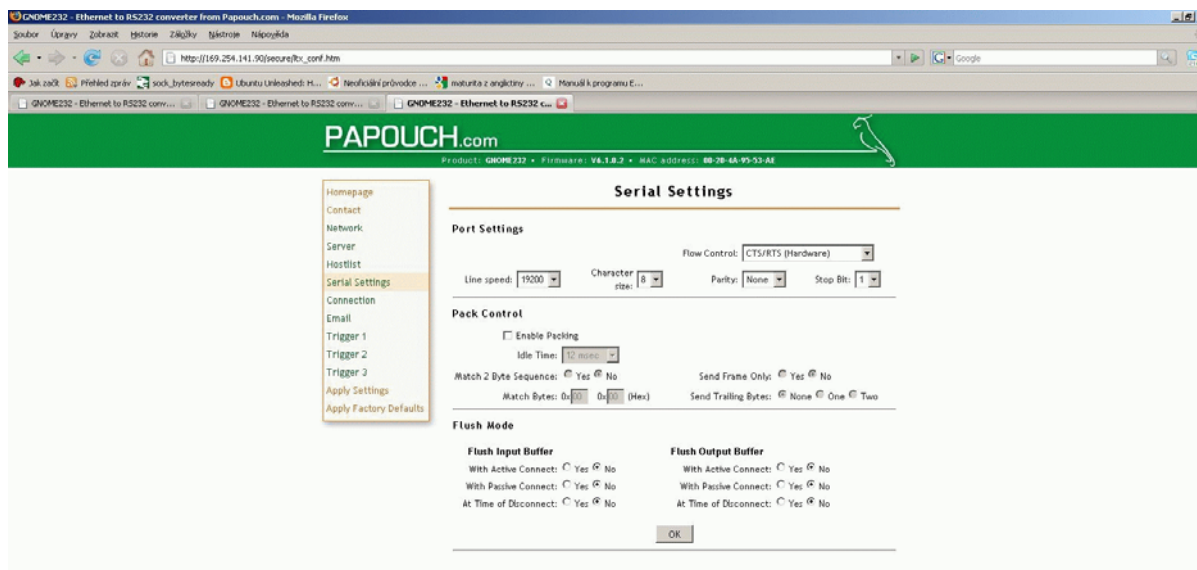 GNOME232 - Ethernet to RS232 converter from Papouch.com - Mozilla Firefox
Soubor Úpravy Zobrazit Historie Záložky Nástroje Nápověda
http://169.254.141.90/secure/ltx_conf.htm
Google
Jak začít Přehled zpráv sock_bytesready Ubuntu Unleashed: H... Neoficiální průvodce ... maturita z anglictiny ... Manuál k programu E...
GNOME232 - Ethernet to RS232 conv... GNOME232 - Ethernet to RS232 conv... GNOME232 - Ethernet to RS232 c...
PAPOUCH.com
Product: GNOME232 • Firmware: V6.1.0.2 • MAC address: 00-20-4A-95-53-AE
Homepage
Contact
Network
Server
Hostlist
Serial Settings
Connection
Email
Trigger 1
Trigger 2
Trigger 3
Apply Settings
Apply Factory Defaults
Serial Settings
Port Settings
Flow Control: CTS/RTS (Hardware)
Line speed: 19200 Character size: 8 Parity: None Stop Bit: 1
Pack Control
Enable Packing
Idle Time: 12 msec
Match 2 Byte Sequence: Yes No Send Frame Only: Yes No
Match Bytes: 0x 00 0x 00 (Hex) Send Trailing Bytes: None One Two
Flush Mode
Flush Input Buffer Flush Output Buffer
With Active Connect: Yes No With Active Connect: Yes No
With Passive Connect: Yes No With Passive Connect: Yes No
At Time of Disconnect: Yes No At Time of Disconnect: Yes No
OK